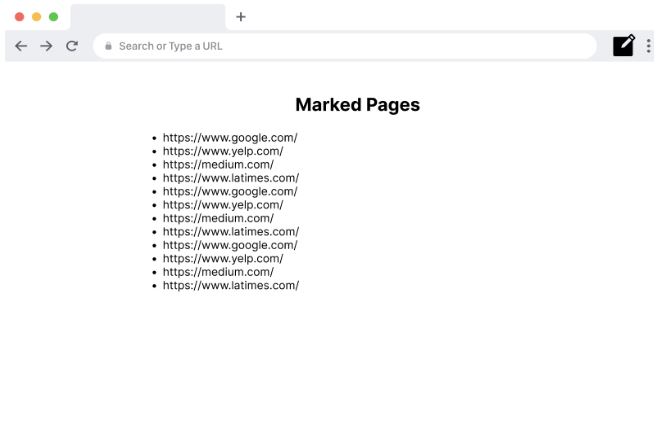 Search or Type a URL
Marked Pages
• https://www.google.com/
• https://www.yelp.com/
• https://medium.com/
• https://www.latimes.com/
• https://www.google.com/
• https://www.yelp.com/
• https://medium.com/
• https://www.latimes.com/
• https://www.google.com/
• https://www.yelp.com/
• https://medium.com/
• https://www.latimes.com/